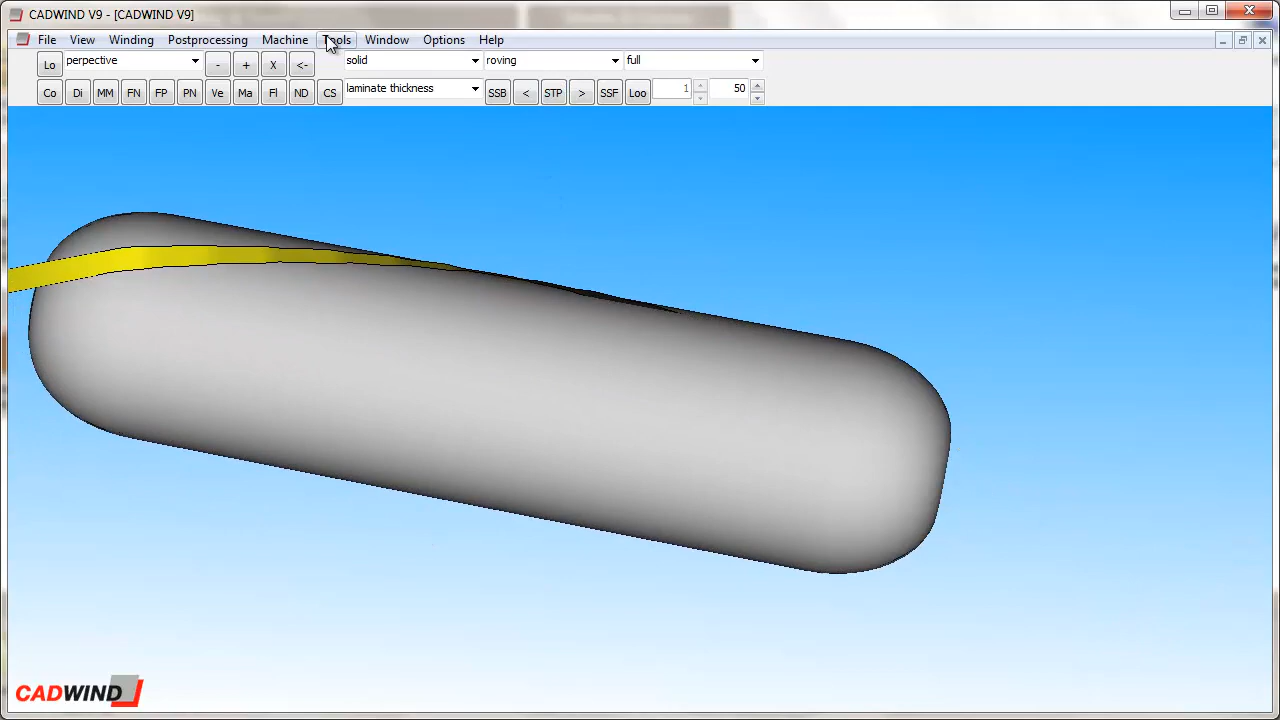 CADWIND V9 - [CADWIND V9]
File View Winding Postprocessing Machine Tools Window Options Help
Lo perpective - + X <- solid roving full
Co Di MM FN FP PN Ve Ma Fl ND CS laminate thickness SSB < STP > SSF Loo 1 50
CADWIND